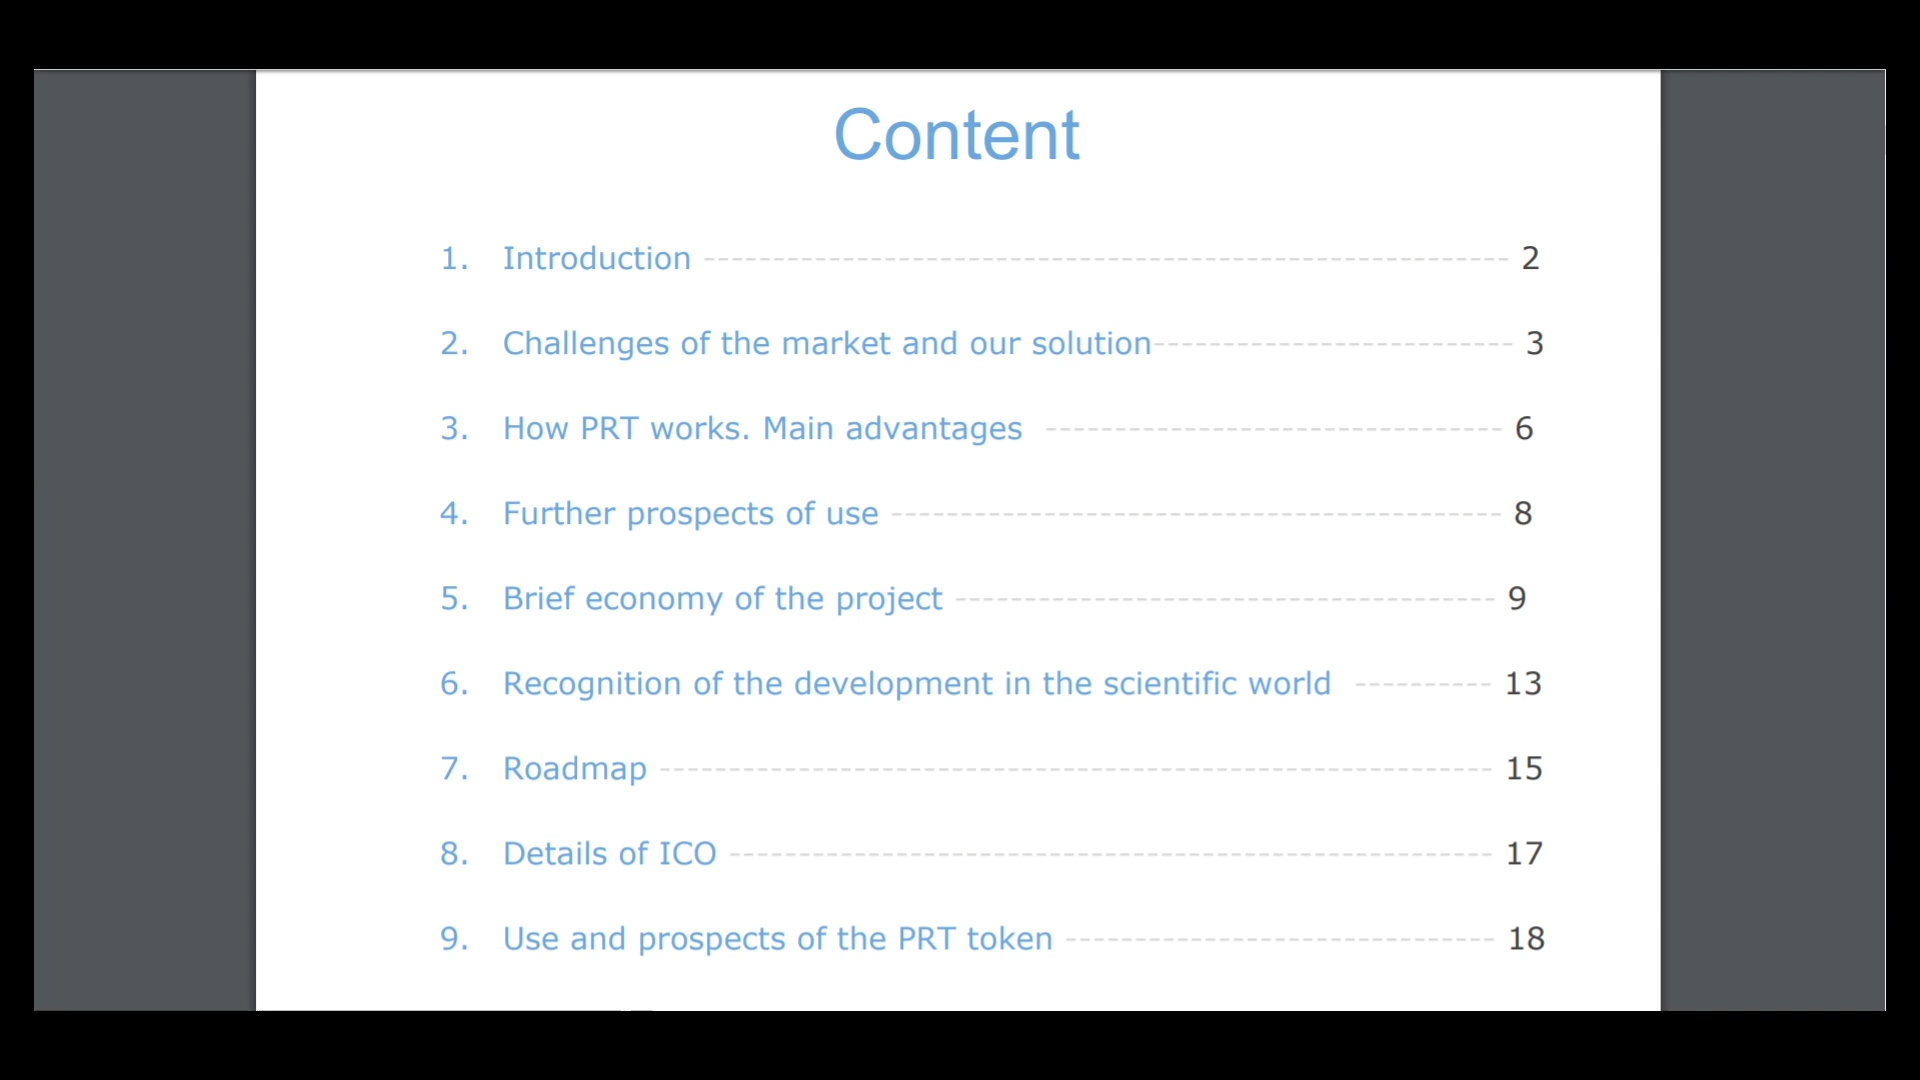 Content
1. Introduction 2
2. Challenges of the market and our solution 3
3. How PRT works. Main advantages 6
4. Further prospects of use 8
5. Brief economy of the project 9
6. Recognition of the development in the scientific world 13
7. Roadmap 15
8. Details of ICO 17
9. Use and prospects of the PRT token 18